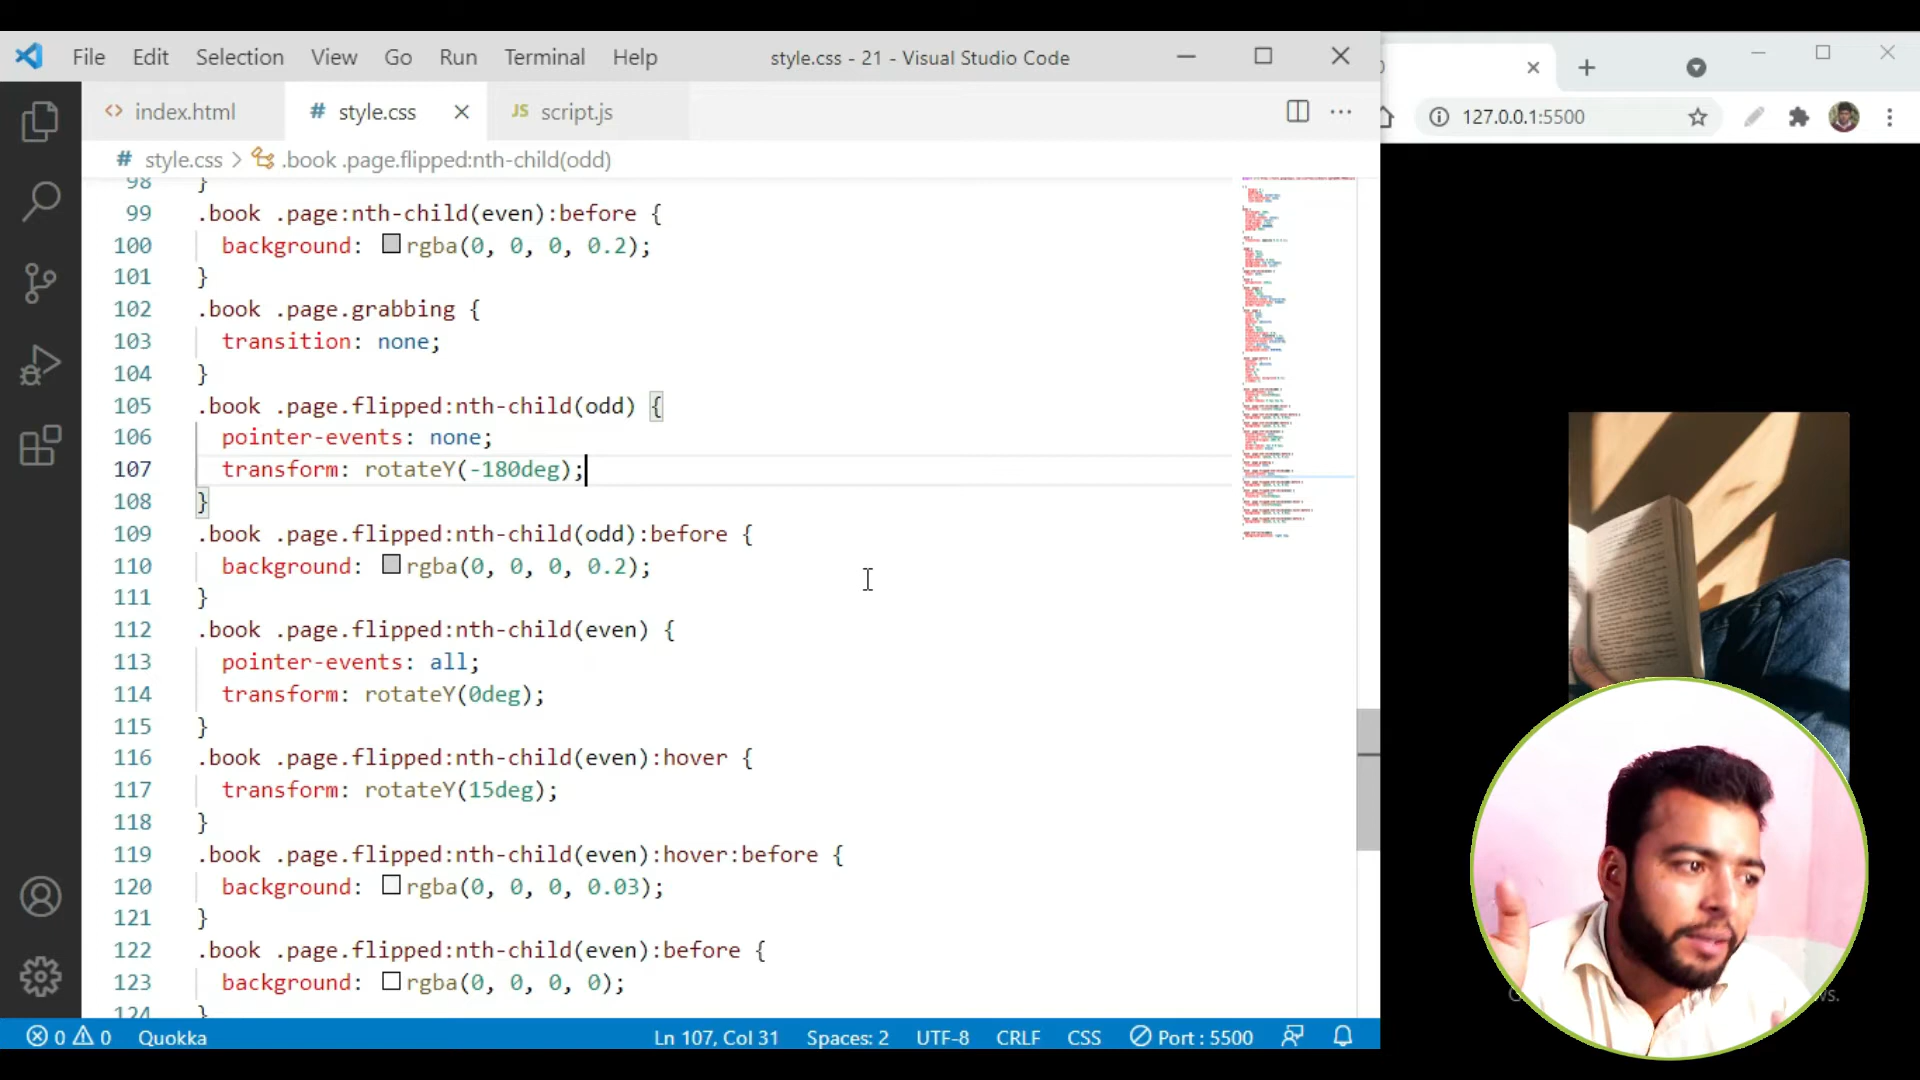 File Edit Selection View Go Run Terminal Help style.css - 21 - Visual Studio Code
index.html # style.css JS script.js
127.0.0.1:5500
# style.css > .book .page.flipped:nth-child(odd)
98 }
99 .book .page:nth-child(even):before {
100 background: rgba(0, 0, 0, 0.2);
101 }
102 .book .page.grabbing {
103 transition: none;
104 }
105 .book .page.flipped:nth-child(odd) {
106 pointer-events: none;
107 transform: rotateY(-180deg);
108 }
109 .book .page.flipped:nth-child(odd):before {
110 background: rgba(0, 0, 0, 0.2);
111 }
112 .book .page.flipped:nth-child(even) {
113 pointer-events: all;
114 transform: rotateY(0deg);
115 }
116 .book .page.flipped:nth-child(even):hover {
117 transform: rotateY(15deg);
118 }
119 .book .page.flipped:nth-child(even):hover:before {
120 background: rgba(0, 0, 0, 0.03);
121 }
122 .book .page.flipped:nth-child(even):before {
123 background: rgba(0, 0, 0, 0);
124 }
0 0 Quokka Ln 107, Col 31 Spaces: 2 UTF-8 CRLF CSS Port : 5500